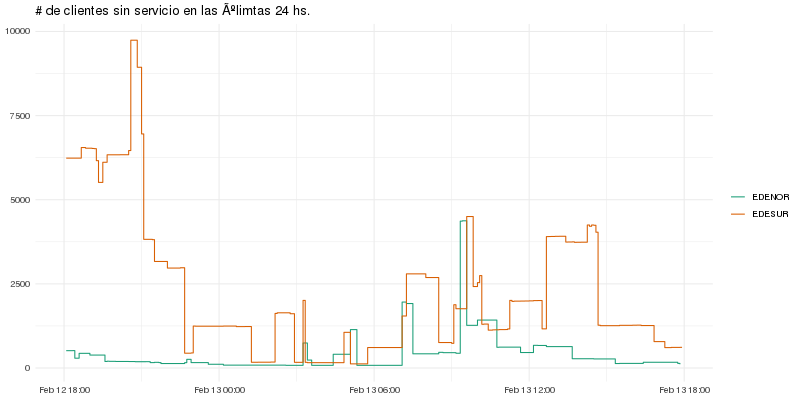 # de clientes sin servicio en las Ãºlimtas 24 hs.
10000
7500
5000
2500
0
Feb 12 18:00
Feb 13 00:00
Feb 13 06:00
Feb 13 12:00
Feb 13 18:00
EDENOR
EDESUR